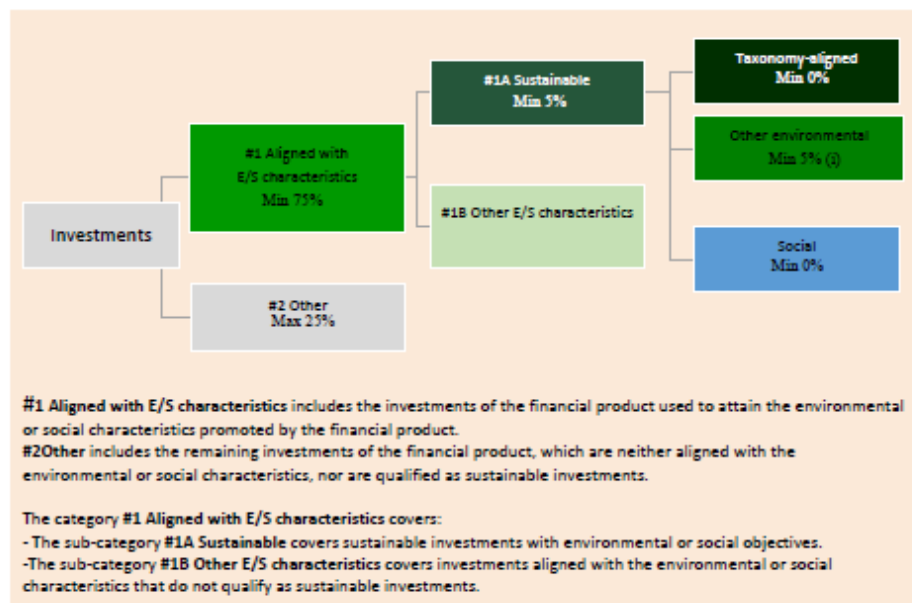 Taxonomy-aligned
Min 0%
#1A Sustainable
Min 5%
Other environmental
Min 5% (i)
#1 Aligned with
E/S characteristics
Min 75%
#1B Other E/S characteristics
Investments
Social
Min 0%
#2 Other
Max 25%
#1 Aligned with E/S characteristics includes the investments of the financial product used to attain the environmental
or social characteristics promoted by the financial product.
#2Other includes the remaining investments of the financial product, which are neither aligned with the
environmental or social characteristics, nor are qualified as sustainable investments.
The category #1 Aligned with E/S characteristics covers:
- The sub-category #1A Sustainable covers sustainable investments with environmental or social objectives.
-The sub-category #1B Other E/S characteristics covers investments aligned with the environmental or social
characteristics that do not qualify as sustainable investments.